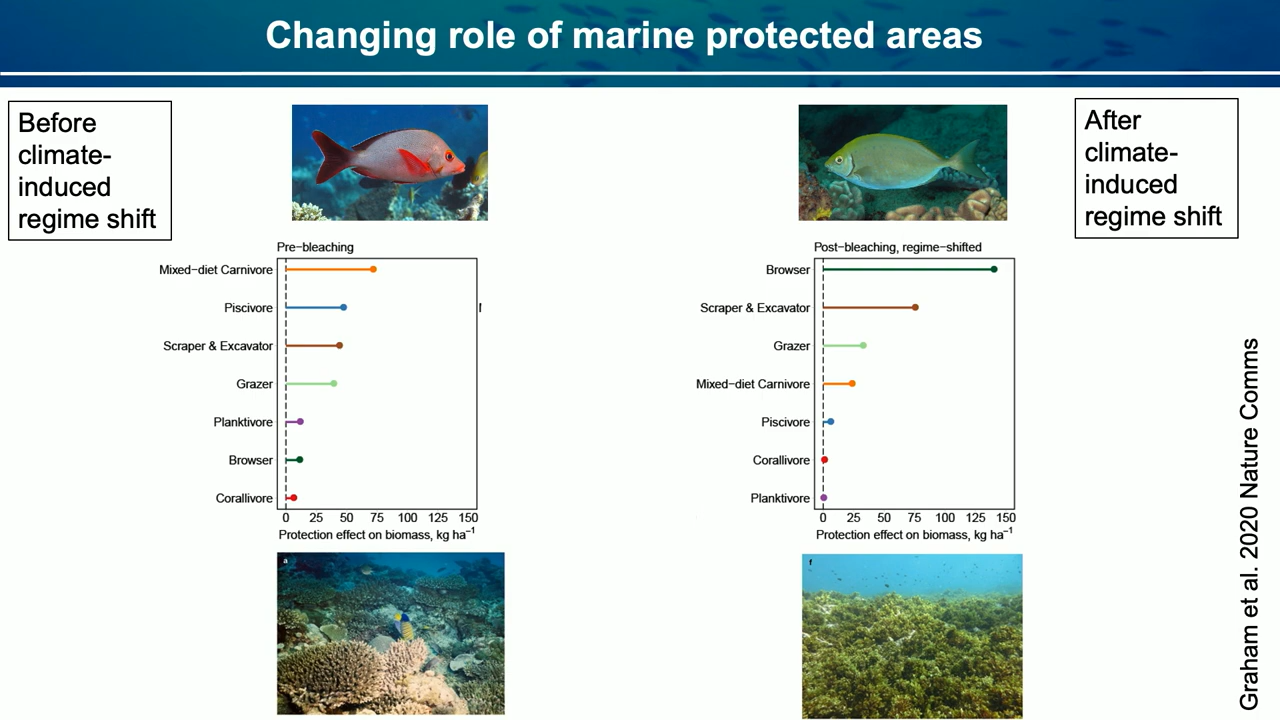 Changing role of marine protected areas
Before
climate-
induced
regime shift
After
climate-
induced
regime shift
Pre−bleaching
Mixed−diet Carnivore
Piscivore
Scraper & Excavator
Grazer
Planktivore
Browser
Corallivore
0 25 50 75 100 125 150
Protection effect on biomass, kg ha⁻¹
a
Post−bleaching, regime−shifted
Browser
Scraper & Excavator
Grazer
Mixed−diet Carnivore
Piscivore
Corallivore
Planktivore
0 25 50 75 100 125 150
Protection effect on biomass, kg ha⁻¹
f
Graham et al. 2020 Nature Comms